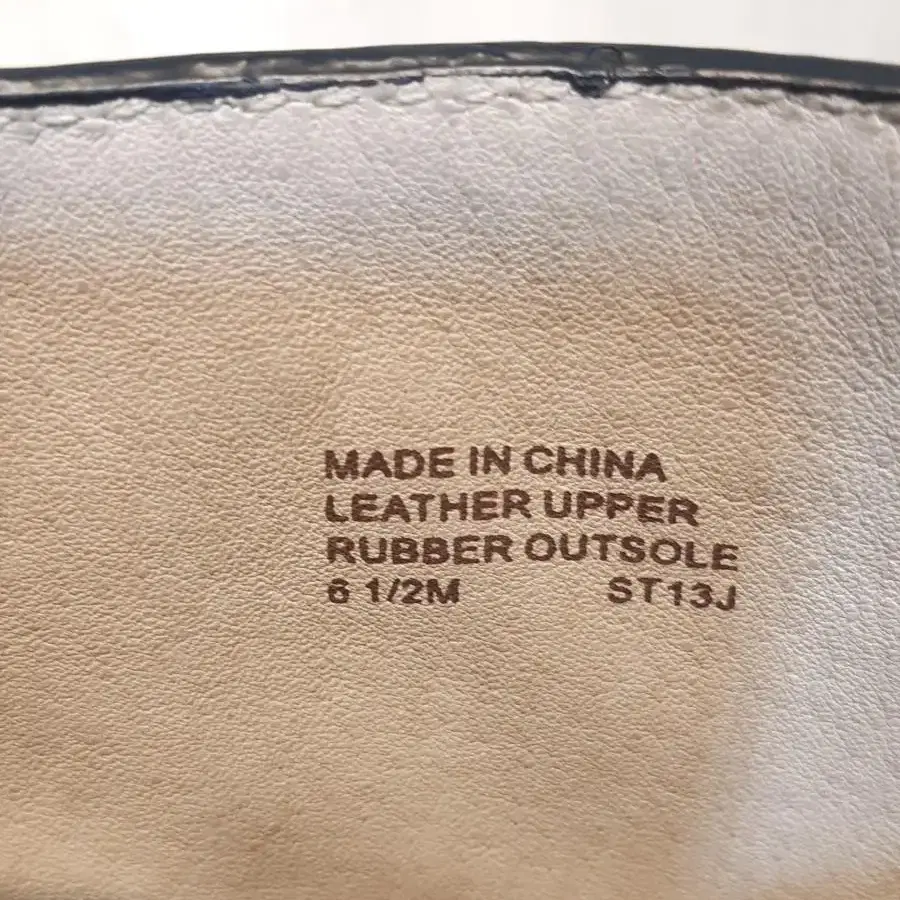 MADE IN CHINA
LEATHER UPPER
RUBBER OUTSOLE
6 1/2M ST13J